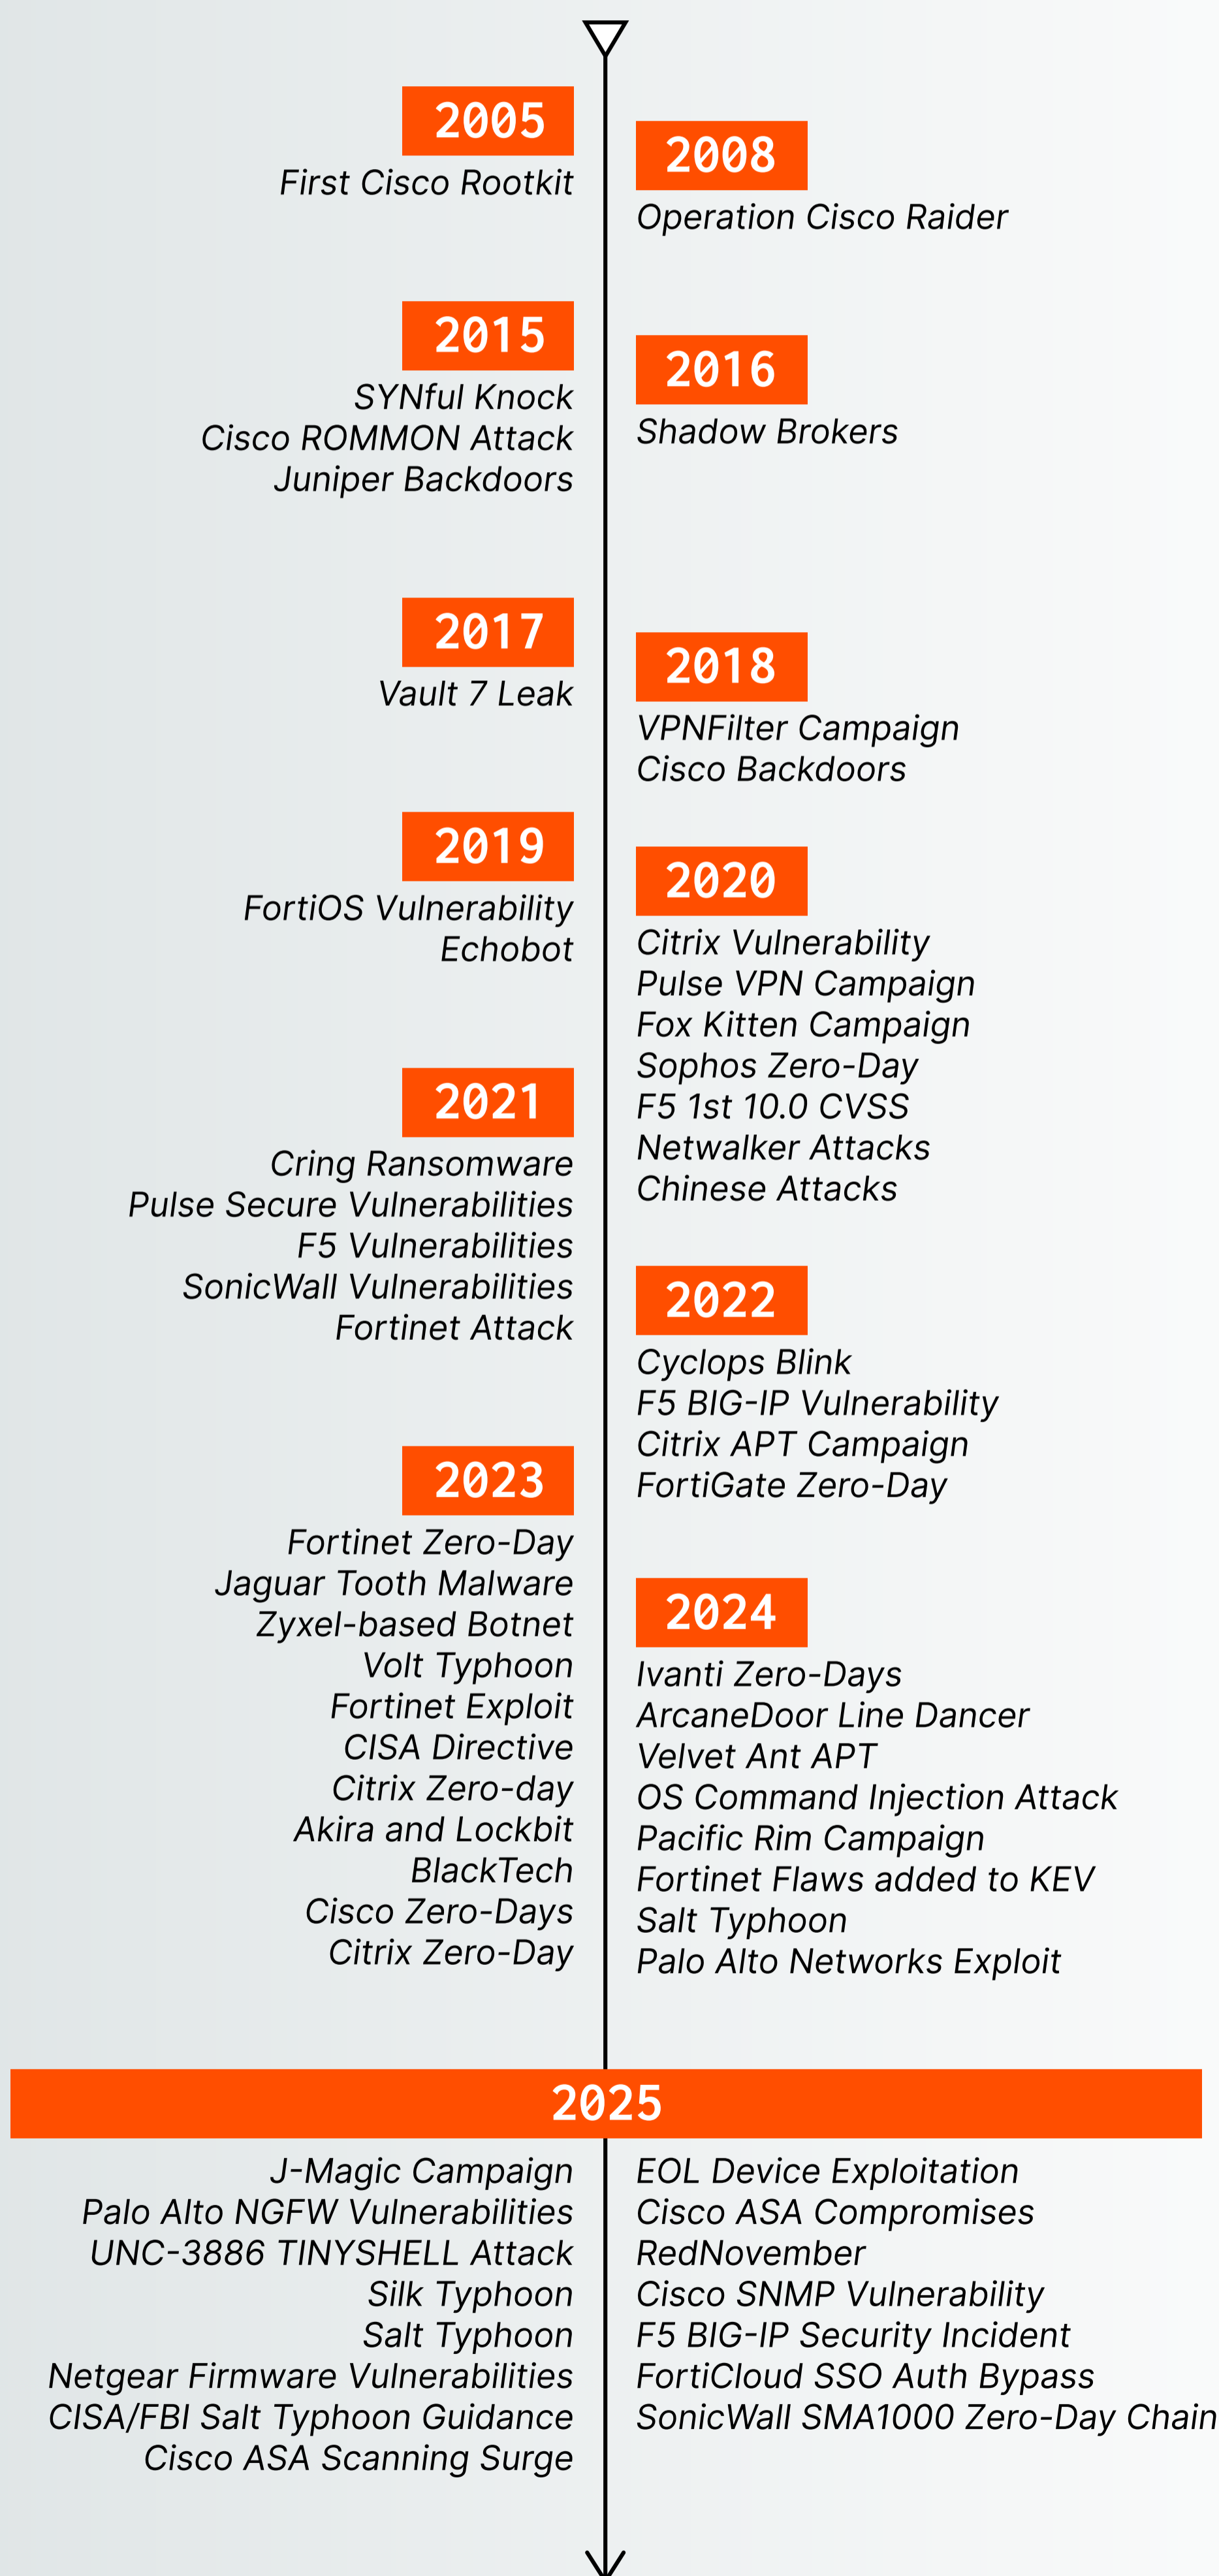 2005
First Cisco Rootkit
2008
Operation Cisco Raider
2015
SYNful Knock
Cisco ROMMON Attack
Juniper Backdoors
2016
Shadow Brokers
2017
Vault 7 Leak
2018
VPNFilter Campaign
Cisco Backdoors
2019
FortiOS Vulnerability
Echobot
2020
Citrix Vulnerability
Pulse VPN Campaign
Fox Kitten Campaign
Sophos Zero-Day
F5 1st 10.0 CVSS
Netwalker Attacks
Chinese Attacks
2021
Cring Ransomware
Pulse Secure Vulnerabilities
F5 Vulnerabilities
SonicWall Vulnerabilities
Fortinet Attack
2022
Cyclops Blink
F5 BIG-IP Vulnerability
Citrix APT Campaign
FortiGate Zero-Day
2023
Fortinet Zero-Day
Jaguar Tooth Malware
Zyxel-based Botnet
Volt Typhoon
Fortinet Exploit
CISA Directive
Citrix Zero-day
Akira and Lockbit
BlackTech
Cisco Zero-Days
Citrix Zero-Day
2024
Ivanti Zero-Days
ArcaneDoor Line Dancer
Velvet Ant APT
OS Command Injection Attack
Pacific Rim Campaign
Fortinet Flaws added to KEV
Salt Typhoon
Palo Alto Networks Exploit
2025
J-Magic Campaign
Palo Alto NGFW Vulnerabilities
UNC-3886 TINYSHELL Attack
Silk Typhoon
Salt Typhoon
Netgear Firmware Vulnerabilities
CISA/FBI Salt Typhoon Guidance
Cisco ASA Scanning Surge
EOL Device Exploitation
Cisco ASA Compromises
RedNovember
Cisco SNMP Vulnerability
F5 BIG-IP Security Incident
FortiCloud SSO Auth Bypass
SonicWall SMA1000 Zero-Day Chain